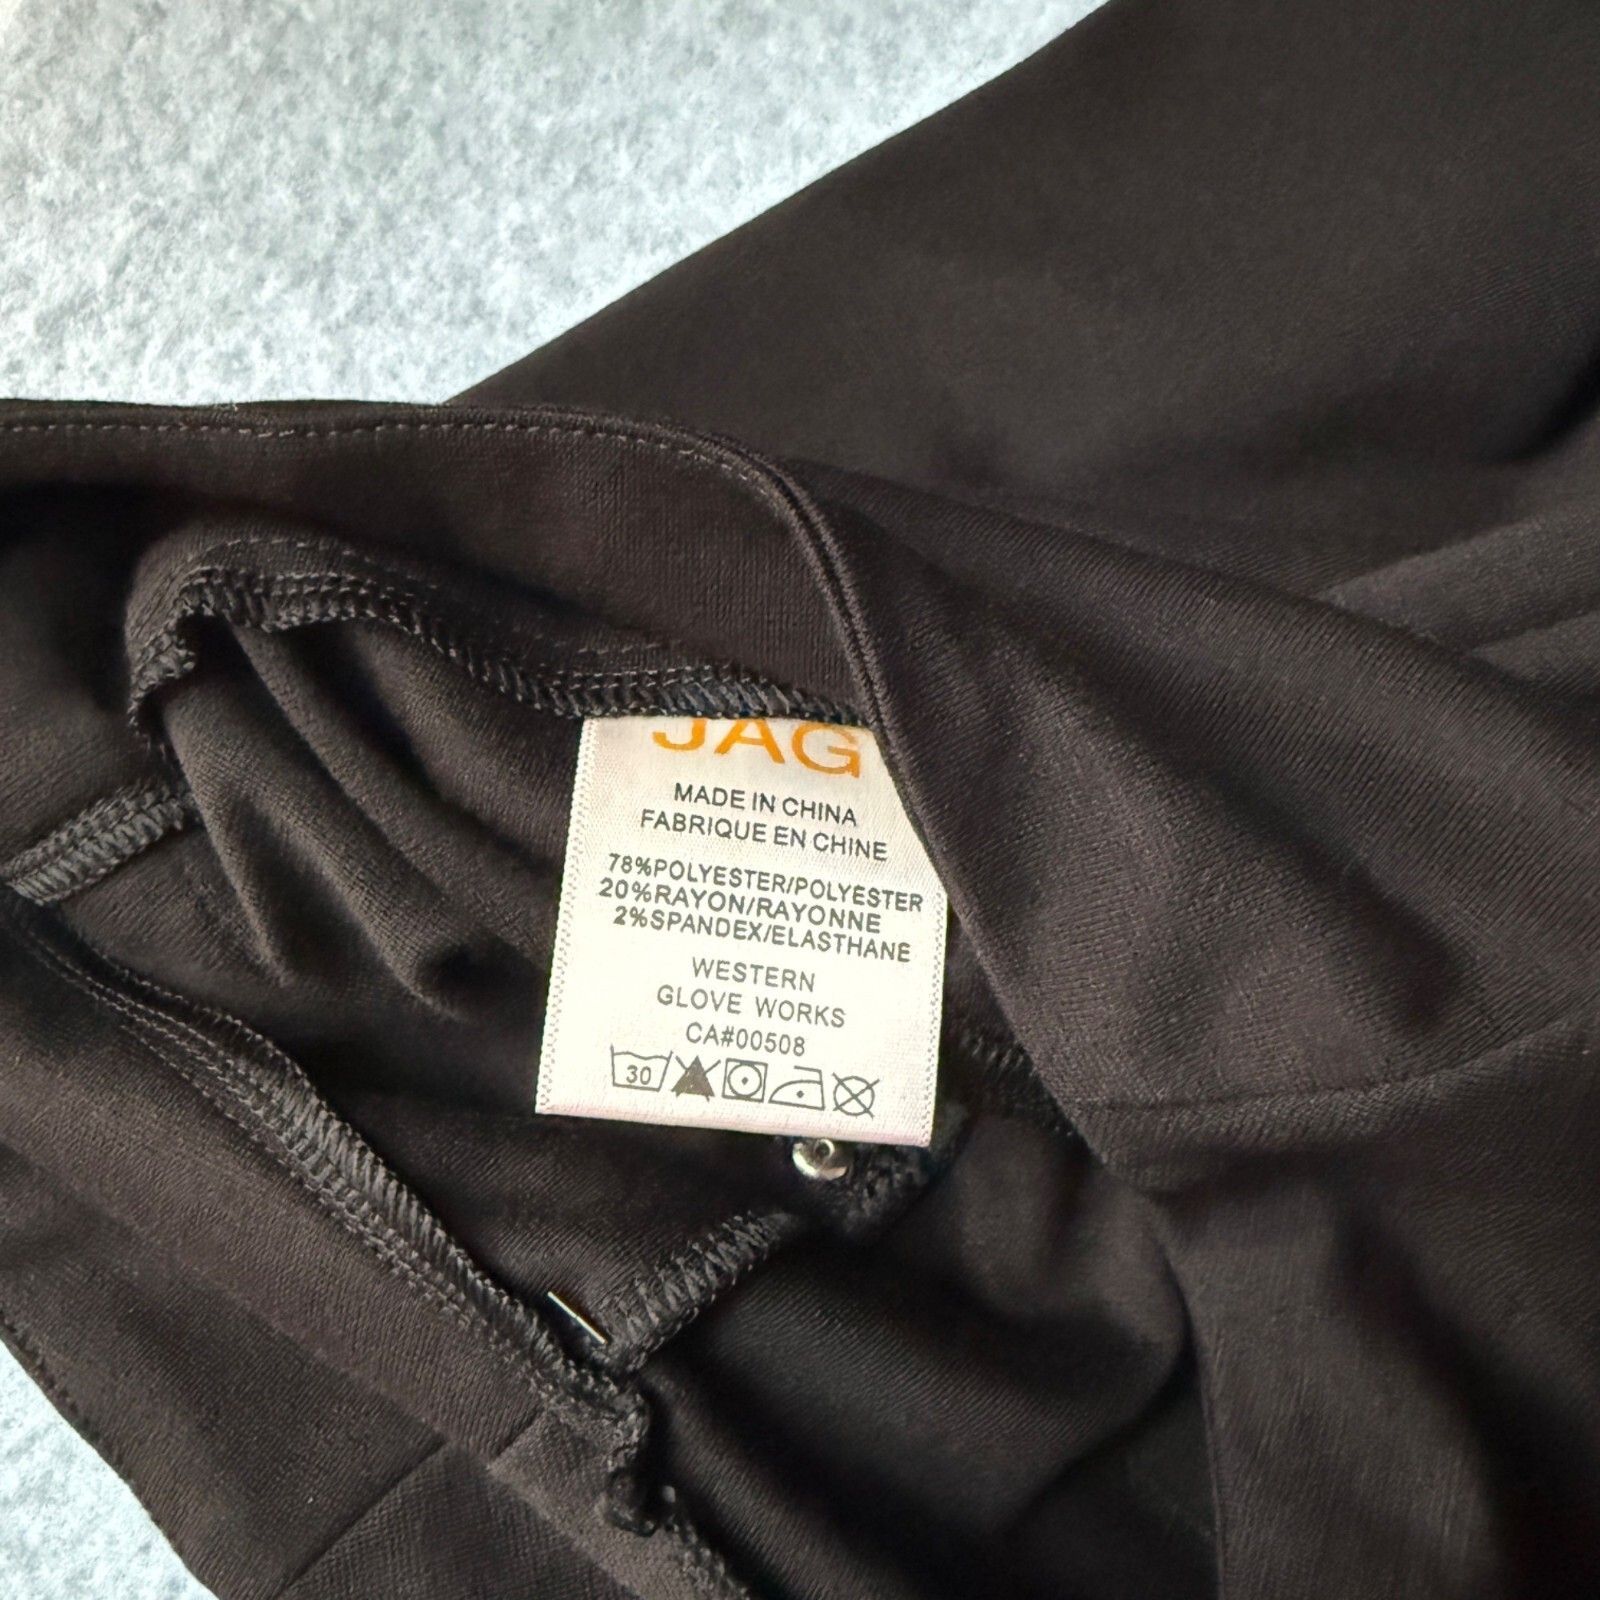 JAG
MADE IN CHINA
FABRIQUE EN CHINE
78%POLYESTER/POLYESTER
20%RAYON/RAYONNE
2%SPANDEX/ELASTHANE
WESTERN
GLOVE WORKS
CA#00508
30